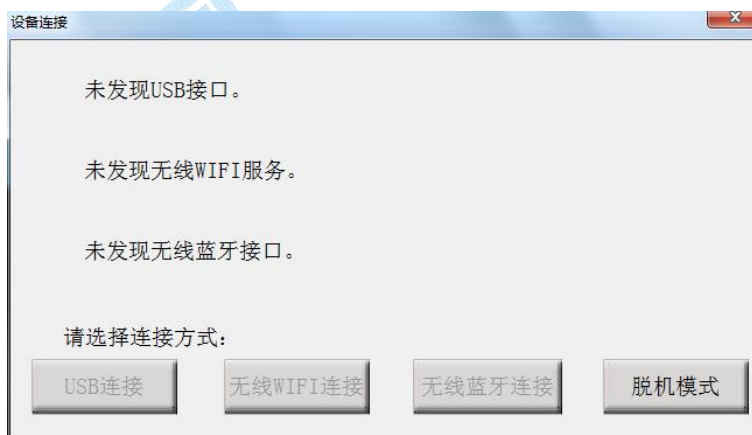 设备连接
未发现USB接口。
未发现无线WIFI服务。
未发现无线蓝牙接口。
请选择连接方式:
USB连接 无线WIFI连接 无线蓝牙连接 脱机模式